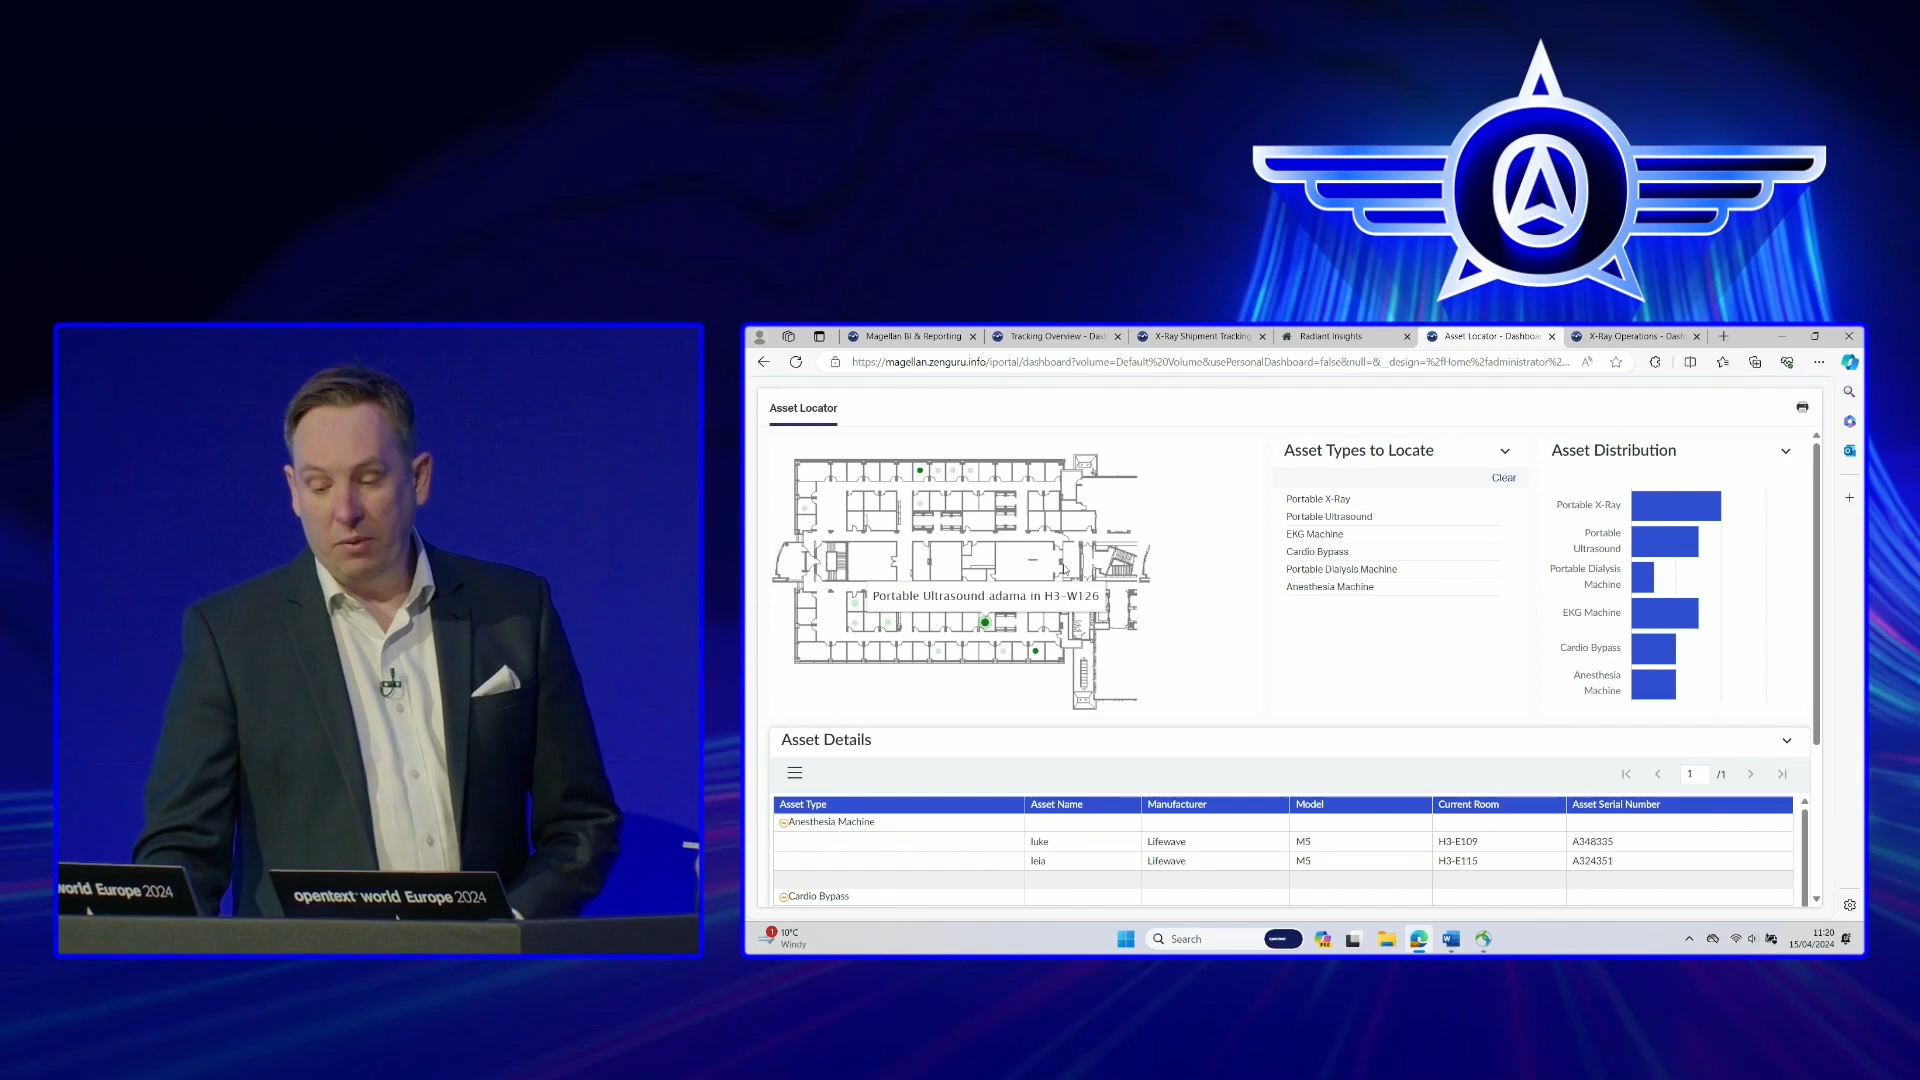 Magellan BI & Reporting
Tracking Overview - Dash
X-Ray Shipment Tracking
Radiant Insights
Asset Locator - Dashboa
X-Ray Operations - Dash
https://magellan.zenguru.info/iportal/dashboard?volume=Default%20Volume&usePersonalDashboard=false&null=&__design=%2fHome%2fadministrator%2...
Asset Locator
Portable Ultrasound:adama in H3-W126
Asset Types to Locate
Clear
Portable X-Ray
Portable Ultrasound
EKG Machine
Cardio Bypass
Portable Dialysis Machine
Anesthesia Machine
Asset Distribution
Portable X-Ray
Portable
Ultrasound
Portable Dialysis
Machine
EKG Machine
Cardio Bypass
Anesthesia
Machine
Asset Details
1 /1
Asset Type Asset Name Manufacturer Model Current Room Asset Serial Number
Anesthesia Machine
luke Lifewave M5 H3-E109 A348335
leia Lifewave M5 H3-E115 A324351
Cardio Bypass
1
10°C
Windy
Search
opentext
PRE
11:20
15/04/2024
world Europe 2024
opentext world Europe 2024